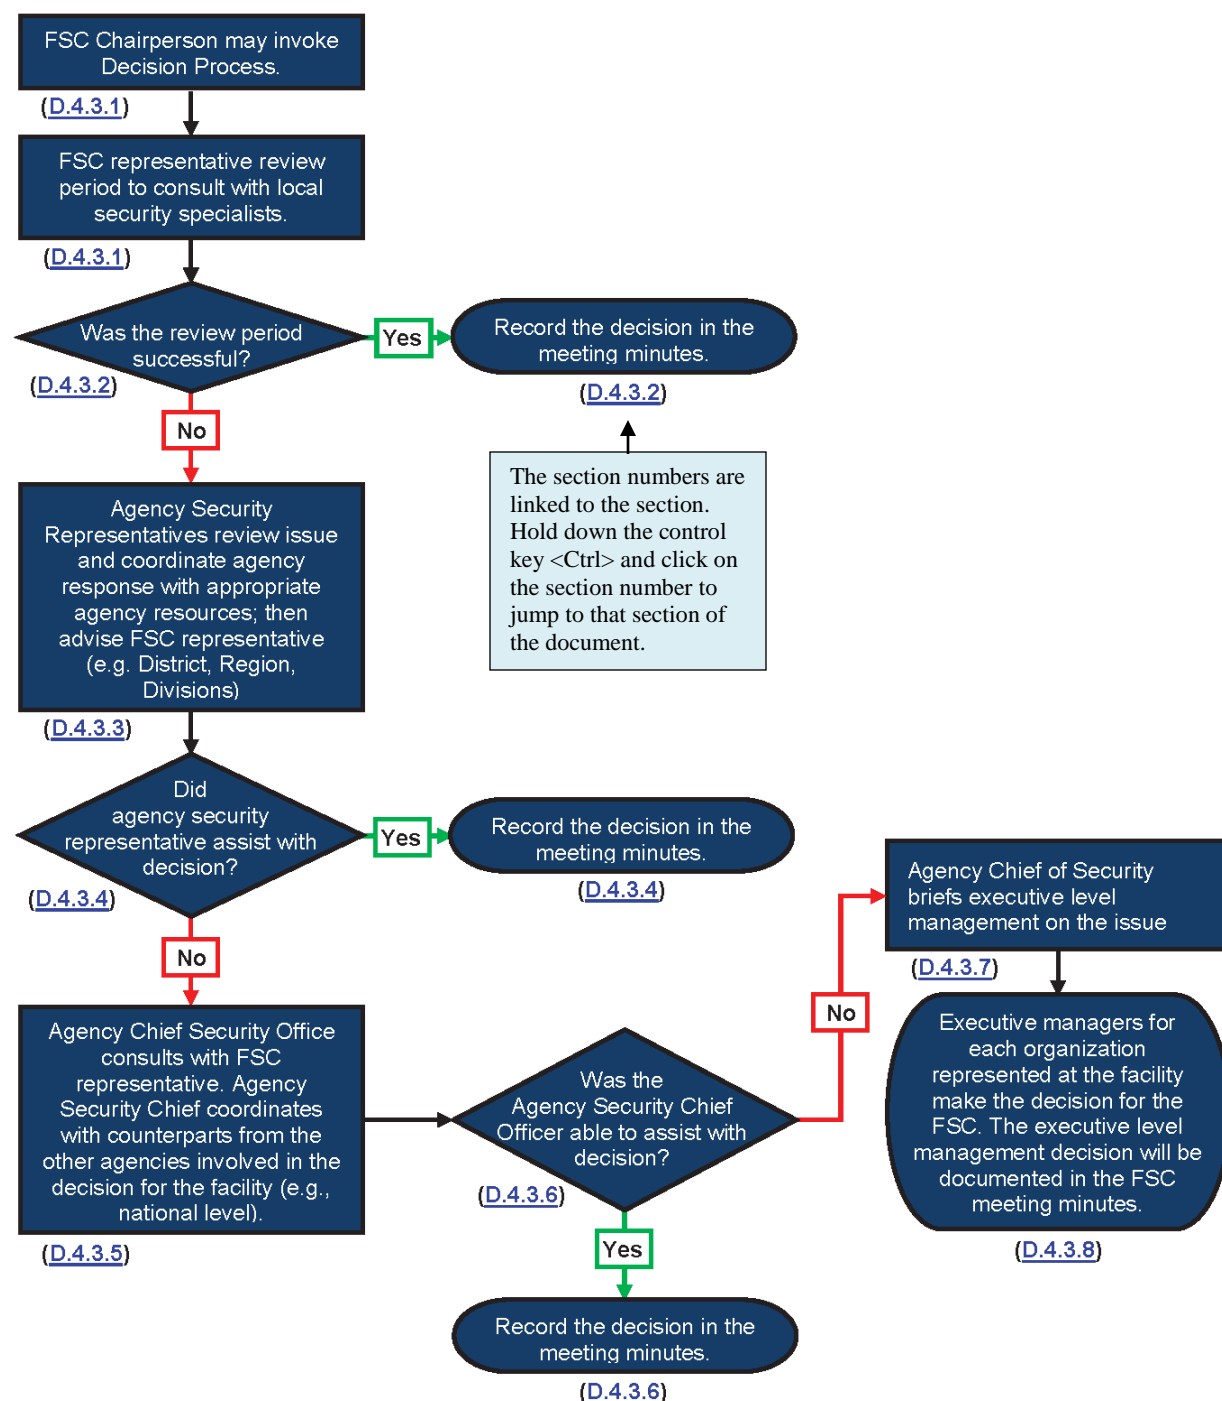 FSC Chairperson may invoke
Decision Process.
(D.4.3.1)
FSC representative review
period to consult with local
security specialists.
(D.4.3.1)
Was the review period
successful?
(D.4.3.2)
Yes
Record the decision in the
meeting minutes.
(D.4.3.2)
No
The section numbers are
linked to the section.
Hold down the control
key <Ctrl> and click on
the section number to
jump to that section of
the document.
Agency Security
Representatives review issue
and coordinate agency
response with appropriate
agency resources; then
advise FSC representative
(e.g. District, Region,
Divisions)
(D.4.3.3)
Did
agency security
representative assist with
decision?
(D.4.3.4)
Yes
Record the decision in the
meeting minutes.
(D.4.3.4)
No
Agency Chief Security Office
consults with FSC
representative. Agency
Security Chief coordinates
with counterparts from the
other agencies involved in the
decision for the facility (e.g.,
national level).
(D.4.3.5)
Was the
Agency Security Chief
Officer able to assist with
decision?
(D.4.3.6)
Yes
Record the decision in the
meeting minutes.
(D.4.3.6)
No
Agency Chief of Security
briefs executive level
management on the issue
(D.4.3.7)
Executive managers for
each organization
represented at the facility
make the decision for the
FSC. The executive level
management decision will be
documented in the FSC
meeting minutes.
(D.4.3.8)